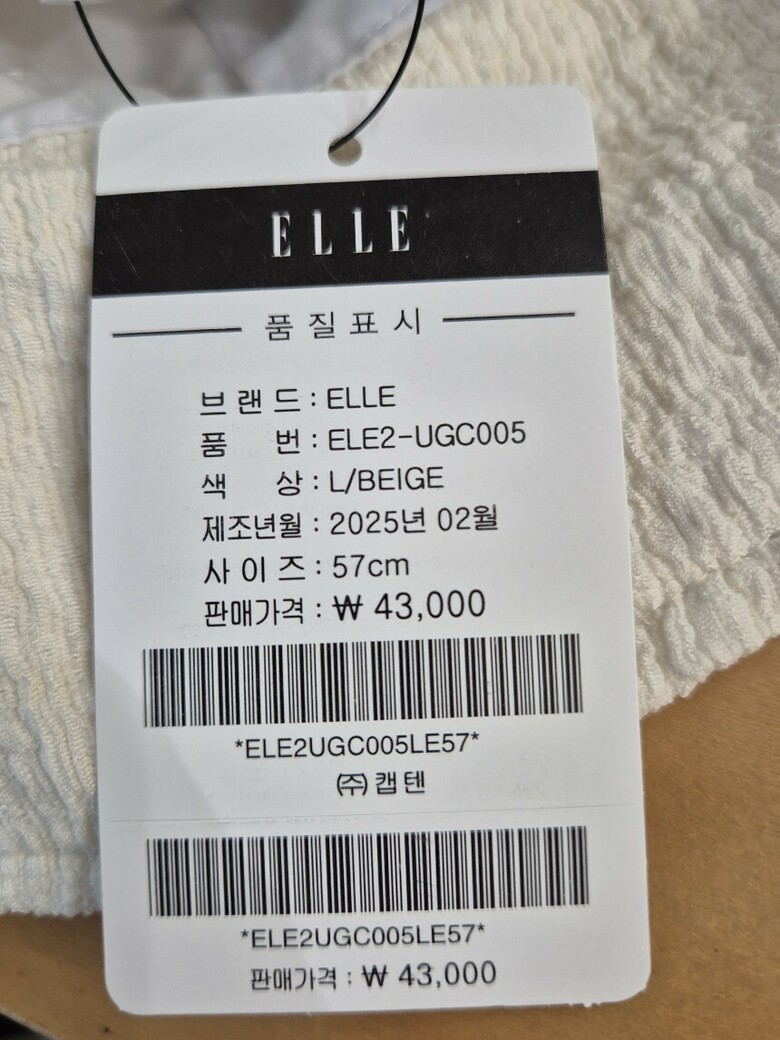 ELLE
품질표시
브랜드 : ELLE
품번 : ELE2-UGC005
색상 : L/BEIGE
제조년월 : 2025년 02월
사이즈 : 57cm
판매가격 : ₩ 43,000
*ELE2UGC005LE57*
㈜캡텐
*ELE2UGC005LE57*
판매가격 : ₩ 43,000